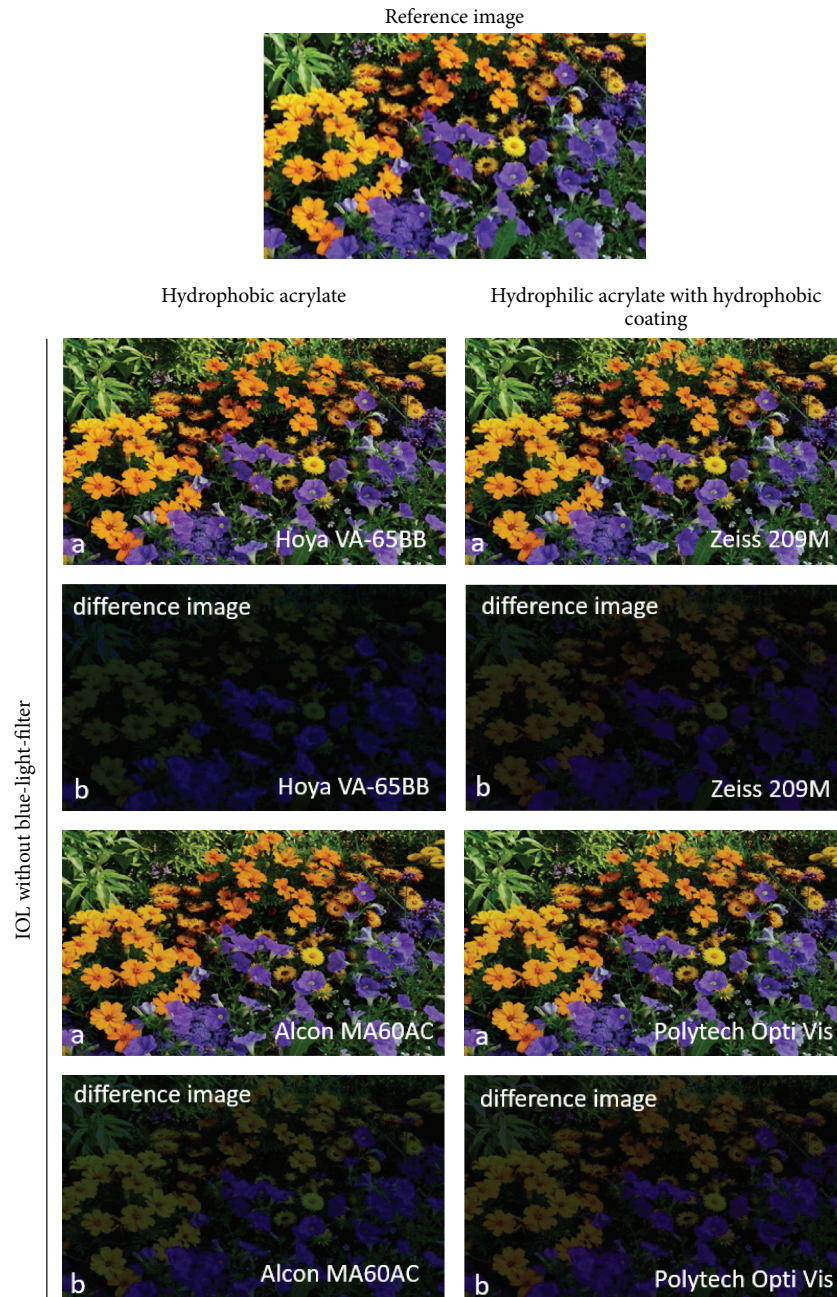 Reference image
Hydrophobic acrylate
Hydrophilic acrylate with hydrophobic
coating
IOL without blue-light-filter
a
Hoya VA-65BB
a
Zeiss 209M
difference image
b
Hoya VA-65BB
difference image
b
Zeiss 209M
a
Alcon MA60AC
a
Polytech Opti Vis
difference image
b
Alcon MA60AC
difference image
b
Polytech Opti Vis